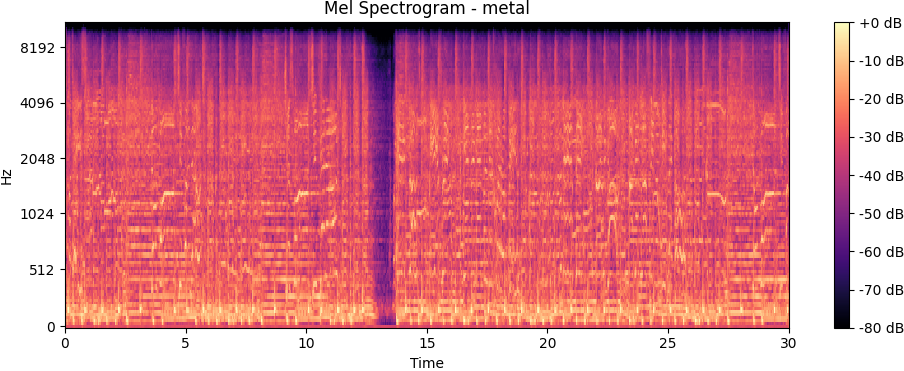 Mel Spectrogram - metal
Hz
8192
4096
2048
1024
512
0
0 5 10 15 20 25 30
Time
+0 dB
-10 dB
-20 dB
-30 dB
-40 dB
-50 dB
-60 dB
-70 dB
-80 dB